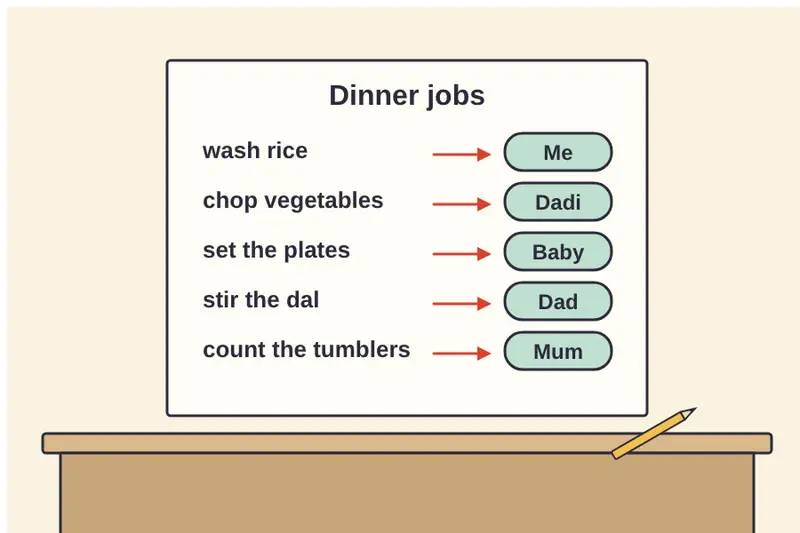 Dinner jobs
wash rice Me
chop vegetables Dadi
set the plates Baby
stir the dal Dad
count the tumblers Mum